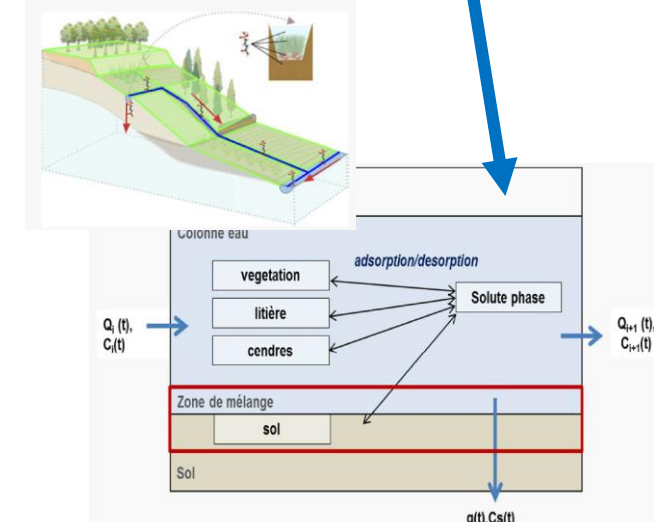 Colonne eau
adsorption/desorption
vegetation
litière
cendres
Solute phase
Qᵢ (t),
Cᵢ(t)
Qᵢ₊₁ (t),
Cᵢ₊₁(t)
Zone de mélange
sol
Sol
q(t),Cs(t)